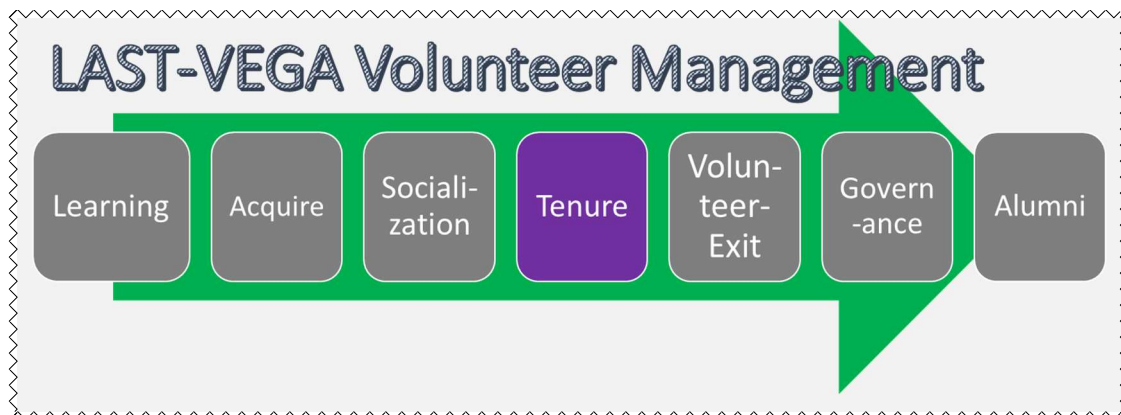 LAST-VEGA Volunteer Management
Learning
Acquire
Sociali-
zation
Tenure
Volun-
teer-
Exit
Govern
-ance
Alumni